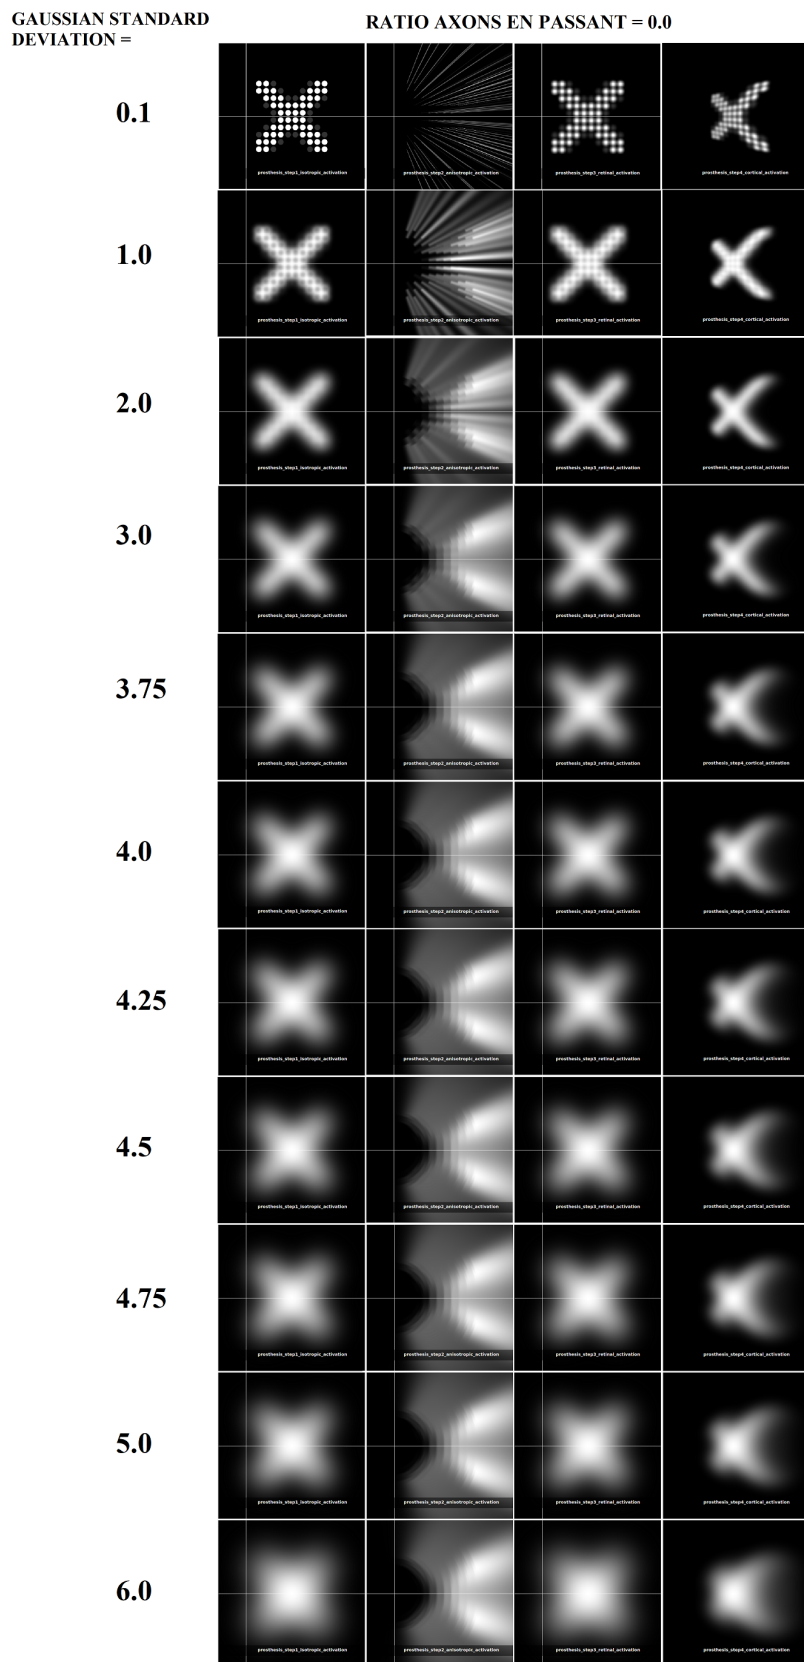 GAUSSIAN STANDARD
DEVIATION =
RATIO AXONS EN PASSANT = 0.0
0.1
prosthesis_step1_isotropic_activation
prosthesis_step2_anisotropic_activation
prosthesis_step3_retinal_activation
prosthesis_step4_cortical_activation
1.0
prosthesis_step1_isotropic_activation
prosthesis_step2_anisotropic_activation
prosthesis_step3_retinal_activation
prosthesis_step4_cortical_activation
2.0
prosthesis_step1_isotropic_activation
prosthesis_step2_anisotropic_activation
prosthesis_step3_retinal_activation
prosthesis_step4_cortical_activation
3.0
prosthesis_step1_isotropic_activation
prosthesis_step2_anisotropic_activation
prosthesis_step3_retinal_activation
prosthesis_step4_cortical_activation
3.75
prosthesis_step1_isotropic_activation
prosthesis_step2_anisotropic_activation
prosthesis_step3_retinal_activation
prosthesis_step4_cortical_activation
4.0
prosthesis_step1_isotropic_activation
prosthesis_step2_anisotropic_activation
prosthesis_step3_retinal_activation
prosthesis_step4_cortical_activation
4.25
prosthesis_step1_isotropic_activation
prosthesis_step2_anisotropic_activation
prosthesis_step3_retinal_activation
prosthesis_step4_cortical_activation
4.5
prosthesis_step1_isotropic_activation
prosthesis_step2_anisotropic_activation
prosthesis_step3_retinal_activation
prosthesis_step4_cortical_activation
4.75
prosthesis_step1_isotropic_activation
prosthesis_step2_anisotropic_activation
prosthesis_step3_retinal_activation
prosthesis_step4_cortical_activation
5.0
prosthesis_step1_isotropic_activation
prosthesis_step2_anisotropic_activation
prosthesis_step3_retinal_activation
prosthesis_step4_cortical_activation
6.0
prosthesis_step1_isotropic_activation
prosthesis_step2_anisotropic_activation
prosthesis_step3_retinal_activation
prosthesis_step4_cortical_activation